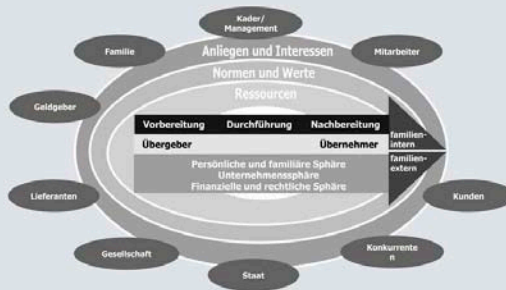 Kader/
Management
Familie
Mitarbeiter
Anliegen und Interessen
Normen und Werte
Ressourcen
Geldgeber
Vorbereitung Durchführung Nachbereitung
Übergeber Übernehmer
familien-
intern
familien-
extern
Persönliche und familiäre Sphäre
Unternehmenssphäre
Finanzielle und rechtliche Sphäre
Lieferanten
Kunden
Gesellschaft
Konkurrente
n
Staat